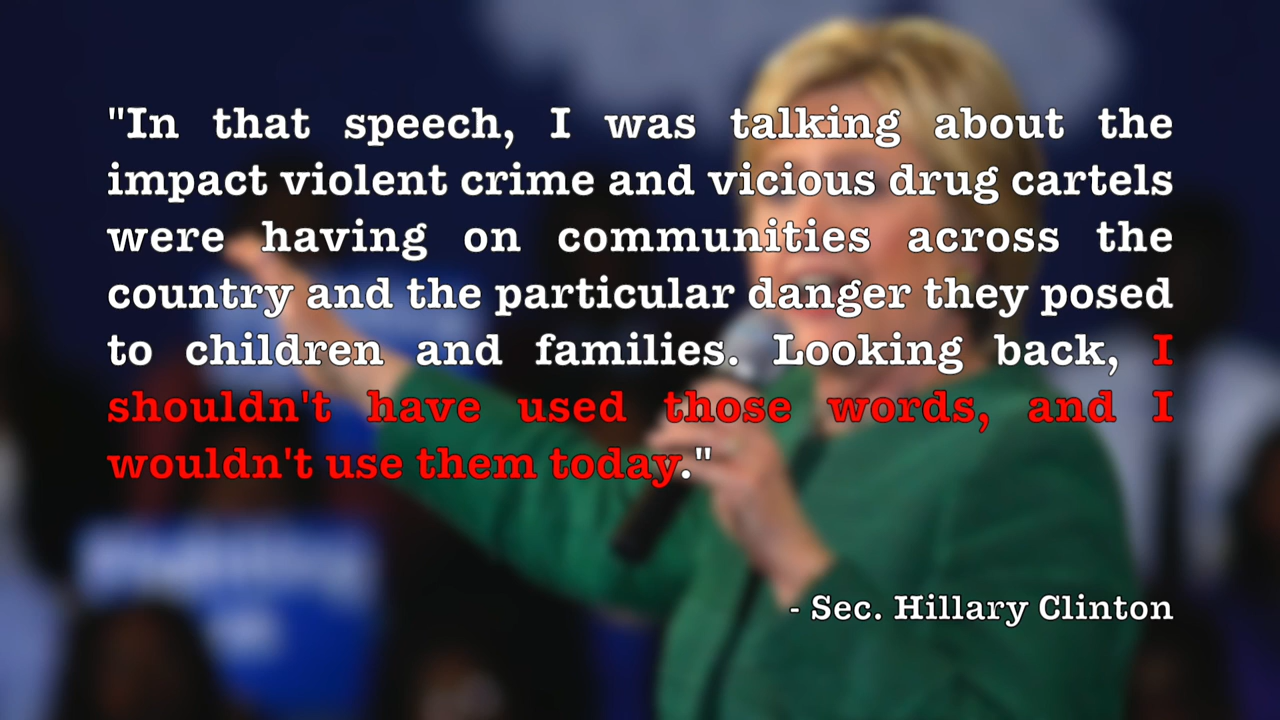 "In that speech, I was talking about the
impact violent crime and vicious drug cartels
were having on communities across the
country and the particular danger they posed
to children and families. Looking back, I
shouldn't have used those words, and I
wouldn't use them today."
- Sec. Hillary Clinton